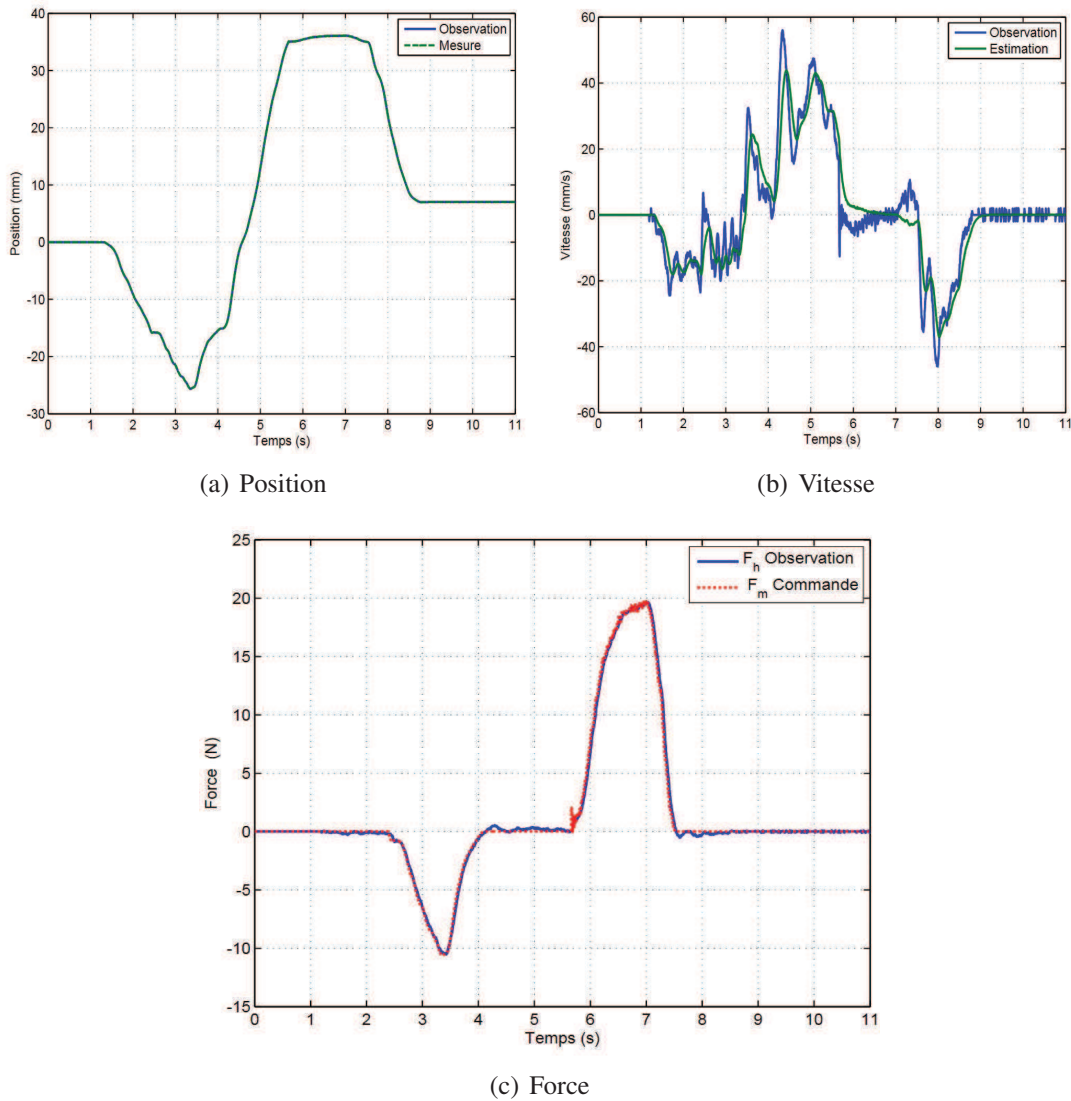 40
30
20
10
0
-10
-20
-30
Position (mm)
0 1 2 3 4 5 6 7 8 9 10 11
Temps (s)
Observation
Mesure
(a) Position
60
40
20
0
-20
-40
-60
Vitesse (mm/s)
0 1 2 3 4 5 6 7 8 9 10 11
Temps (s)
Observation
Estimation
(b) Vitesse
25
20
15
10
5
0
-5
-10
-15
Force (N)
0 1 2 3 4 5 6 7 8 9 10 11
Temps (s)
F_h Observation
F_m Commande
(c) Force